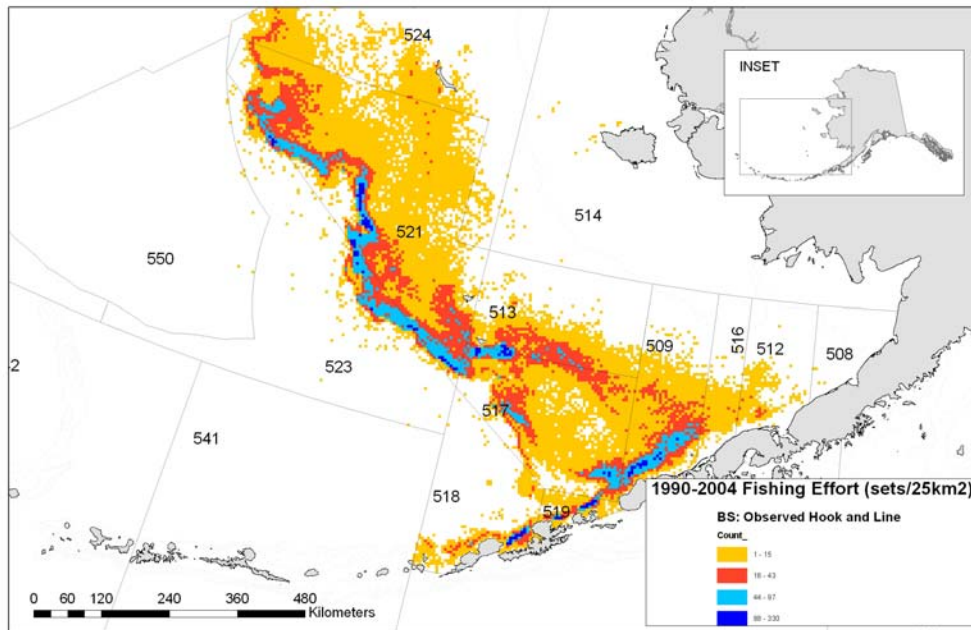 524
INSET
514
521
550
513
509
516
512
508
2
523
517
541
518
519
1990-2004 Fishing Effort (sets/25km2)
BS: Observed Hook and Line
Count_
1 - 15
16 - 43
44 - 97
98 - 330
0 60 120 240 360 480
Kilometers